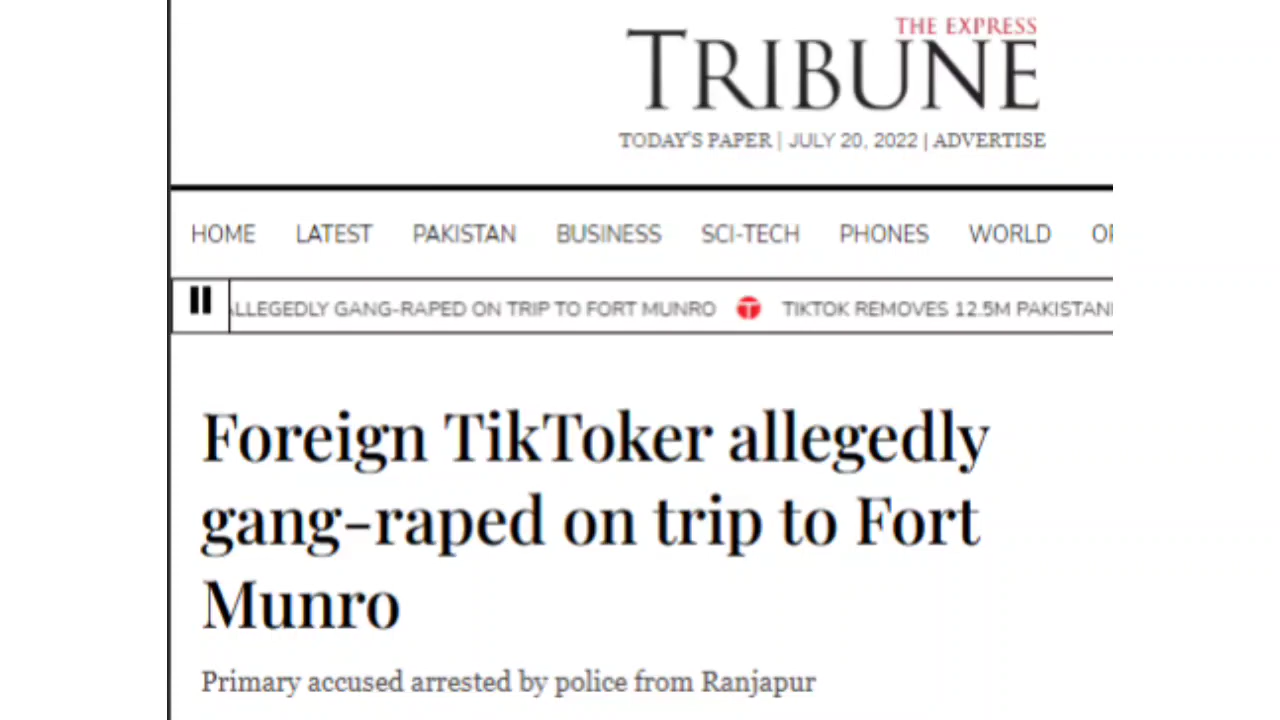 THE EXPRESS
TRIBUNE
TODAY'S PAPER | JULY 20, 2022 | ADVERTISE
HOME LATEST PAKISTAN BUSINESS SCI-TECH PHONES WORLD
LLEGEDLY GANG-RAPED ON TRIP TO FORT MUNRO TIKTOK REMOVES 12.5M PAKISTANI
Foreign TikToker allegedly
gang-raped on trip to Fort
Munro
Primary accused arrested by police from Ranjapur